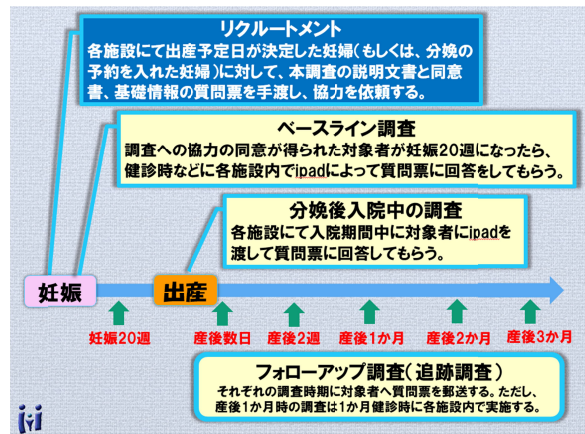 リクルートメント
各施設にて出産予定日が決定した妊婦(もしくは、分娩の
予約を入れた妊婦)に対して、本調査の説明文書と同意
書、基礎情報の質問票を手渡し、協力を依頼する。
ベースライン調査
調査への協力の同意が得られた対象者が妊娠20週になったら、
健診時などに各施設内でipadによって質問票に回答をしてもらう。
分娩後入院中の調査
各施設にて入院期間中に対象者にipadを
渡して質問票に回答してもらう。
妊娠
出産
妊娠20週
産後数日
産後2週
産後1か月
産後2か月
産後3か月
フォローアップ調査(追跡調査)
それぞれの調査時期に対象者へ質問票を郵送する。ただし、
産後1か月時の調査は1か月健診時に各施設内で実施する。